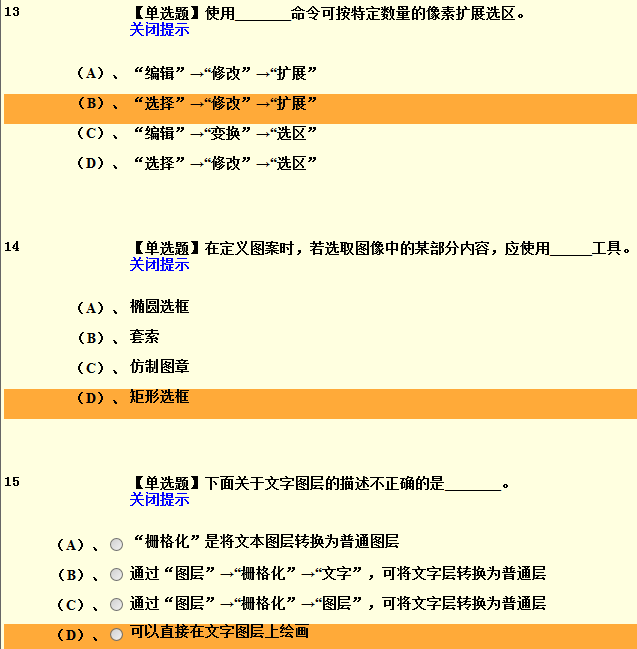 13 【单选题】使用________命令可按特定数量的像素扩展选区。
关闭提示
（A）、“编辑”→“修改”→“扩展”
（B）、“选择”→“修改”→“扩展”
（C）、“编辑”→“变换”→“选区”
（D）、“选择”→“修改”→“选区”
14 【单选题】在定义图案时，若选取图像中的某部分内容，应使用______工具。
关闭提示
（A）、椭圆选框
（B）、套索
（C）、仿制图章
（D）、矩形选框
15 【单选题】下面关于文字图层的描述不正确的是________。
关闭提示
（A）、“栅格化”是将文本图层转换为普通图层
（B）、通过“图层”→“栅格化”→“文字”，可将文字层转换为普通层
（C）、通过“图层”→“栅格化”→“图层”，可将文字层转换为普通层
（D）、可以直接在文字图层上绘画